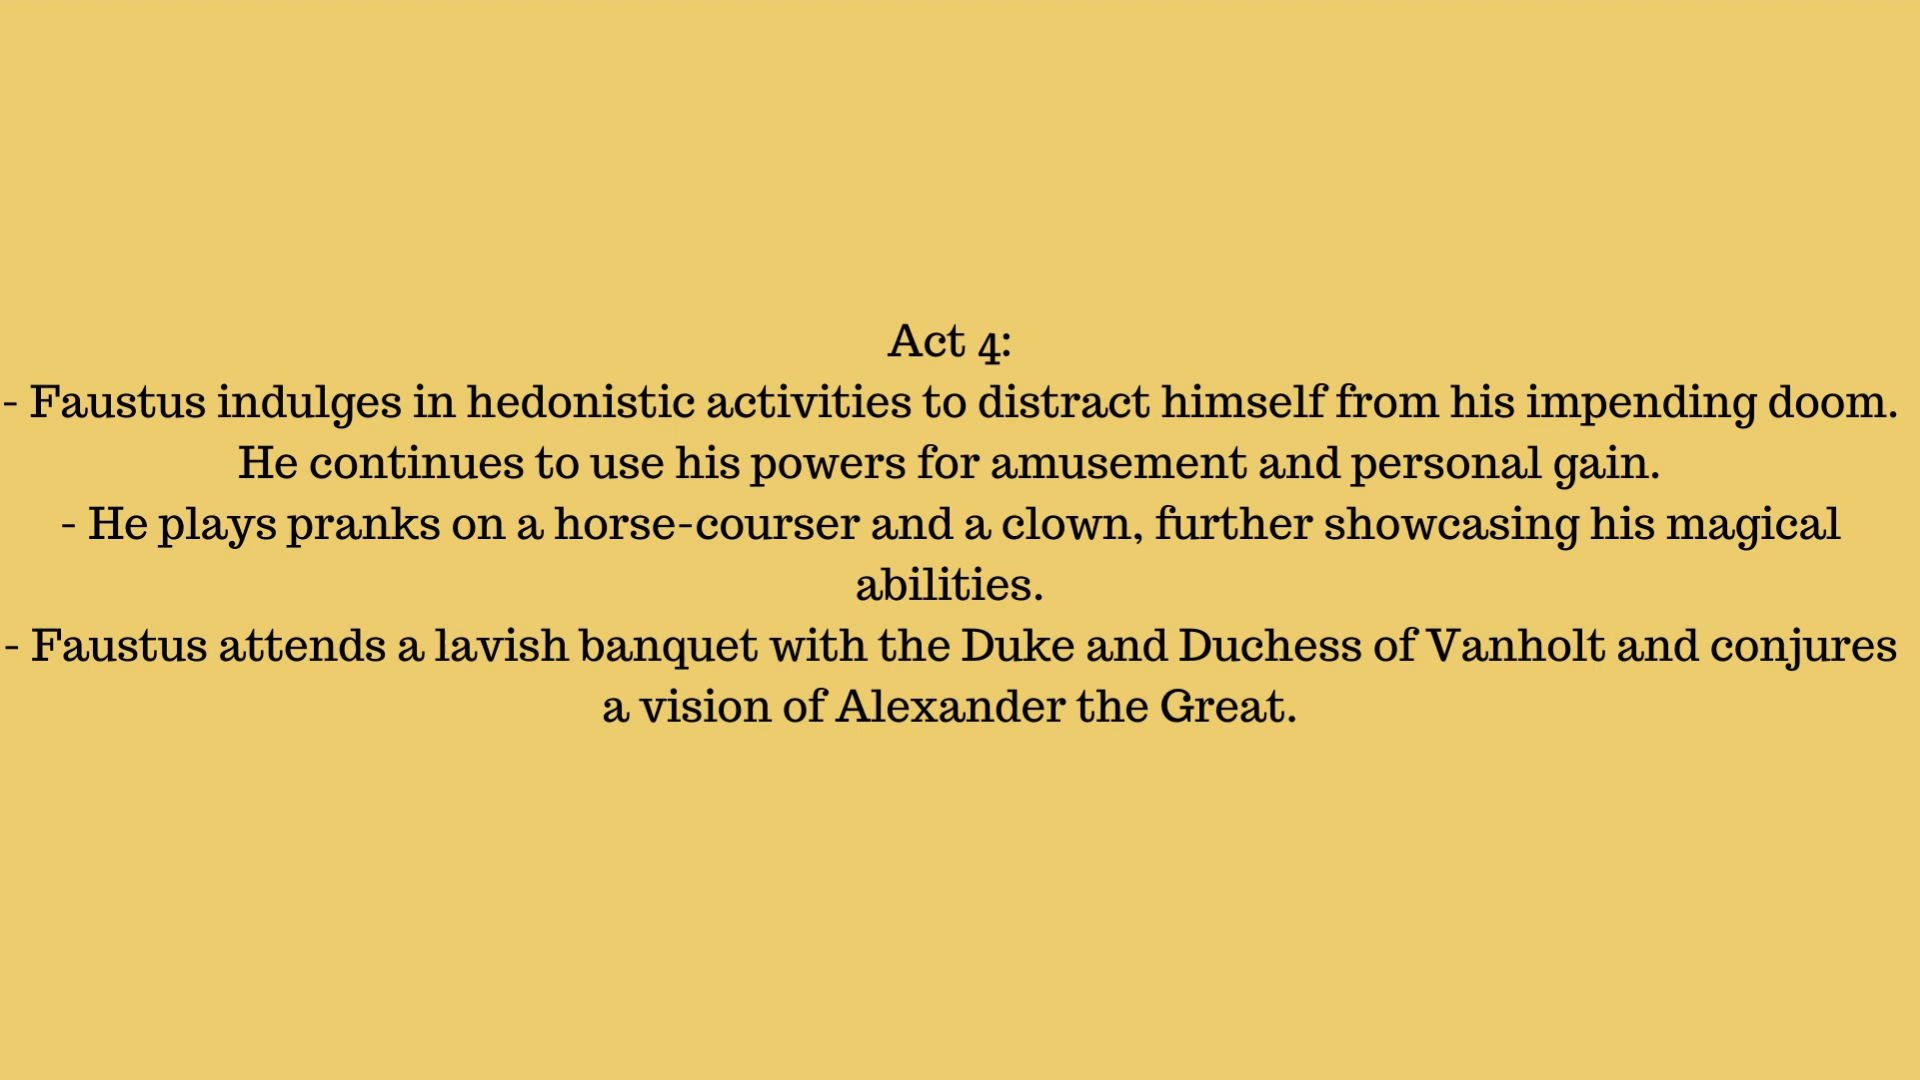 Act 4:
- Faustus indulges in hedonistic activities to distract himself from his impending doom.
He continues to use his powers for amusement and personal gain.
- He plays pranks on a horse-courser and a clown, further showcasing his magical
abilities.
- Faustus attends a lavish banquet with the Duke and Duchess of Vanholt and conjures
a vision of Alexander the Great.